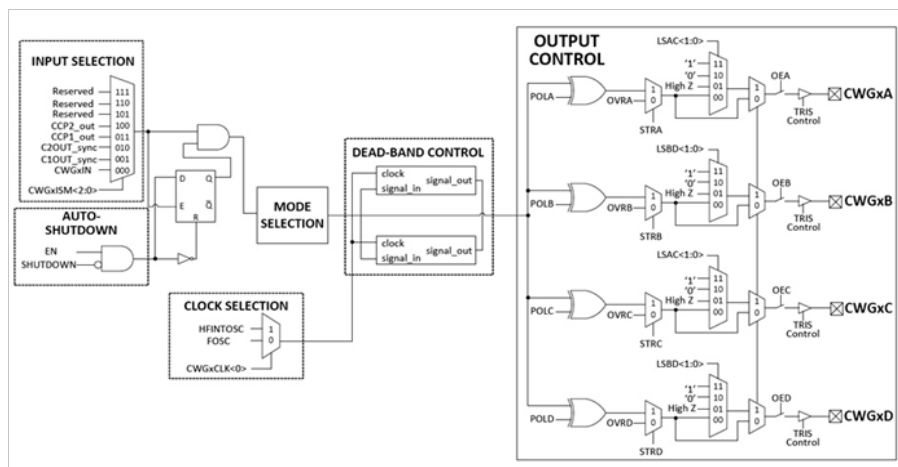 INPUT SELECTION
Reserved 111
Reserved 110
Reserved 101
CCP2_out 100
CCP1_out 011
C2OUT_sync 010
C1OUT_sync 001
CWGxIN 000
CWGxISM<2:0>
AUTO-
SHUTDOWN
EN
SHUTDOWN
D Q
E Q
R
MODE
SELECTION
CLOCK SELECTION
HFINTOSC 1
FOSC 0
CWGxCLK<0>
DEAD-BAND CONTROL
clock
signal_in signal_out
clock
signal_in signal_out
OUTPUT
CONTROL
LSAC<1:0>
'1' 11
'0' 10
High Z 01
00
POLA
OVRA
1
0
STRA
1
0
OEA
TRIS
Control
CWGxA
LSBD<1:0>
'1' 11
'0' 10
High Z 01
00
POLB
OVRB
1
0
STRB
1
0
OEB
TRIS
Control
CWGxB
LSAC<1:0>
'1' 11
'0' 10
High Z 01
00
POLC
OVRC
1
0
STRC
1
0
OEC
TRIS
Control
CWGxC
LSBD<1:0>
'1' 11
'0' 10
High Z 01
00
POLD
OVRD
1
0
STRD
1
0
OED
TRIS
Control
CWGxD